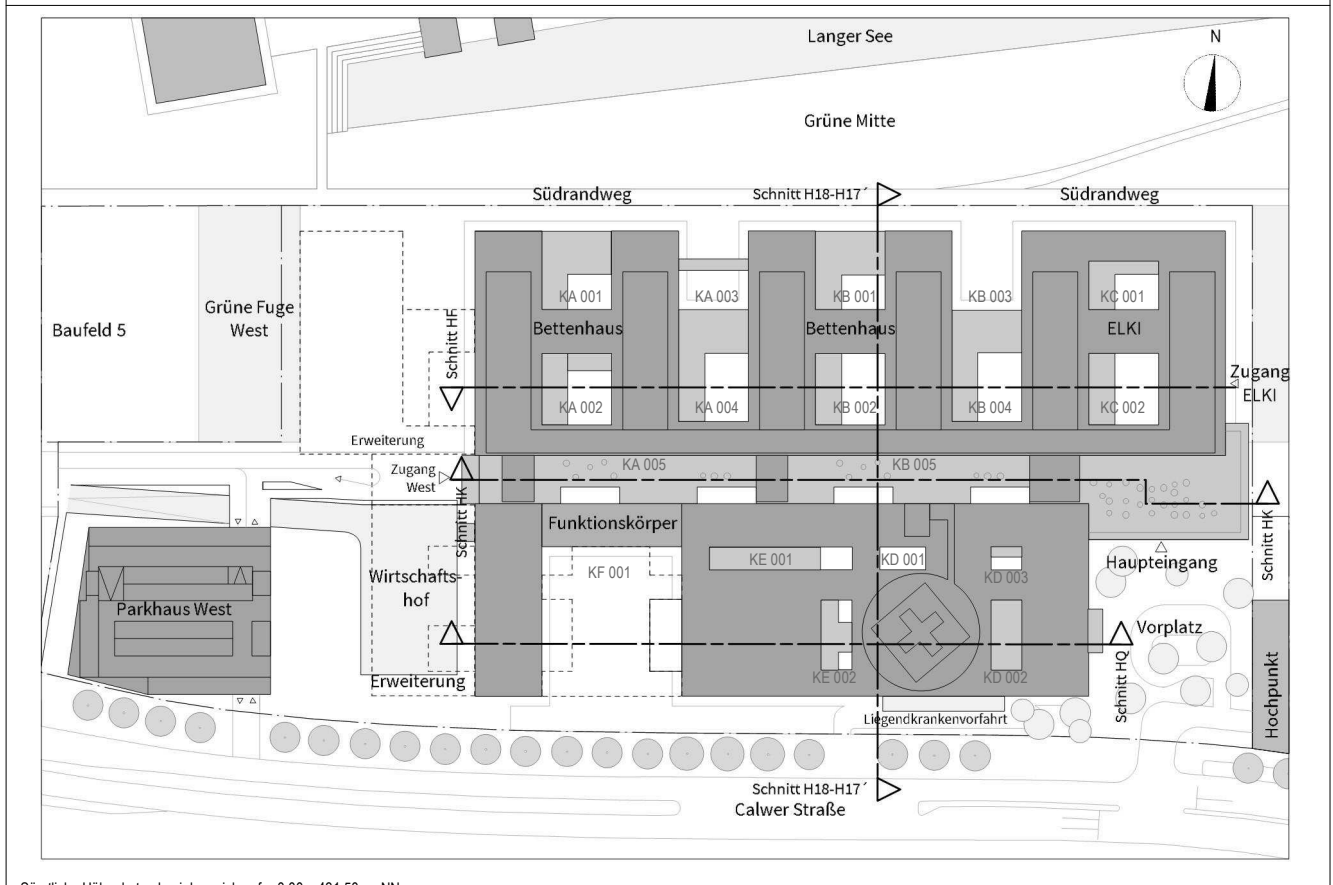 Langer See
N
Grüne Mitte
Südrandweg
Schnitt H18-H17´
Südrandweg
KA 001
KA 003
KB 001
KB 003
KC 001
Grüne Fuge
West
Baufeld 5
Bettenhaus
Bettenhaus
ELKI
Schnitt HF
Zugang
ELKI
KA 002
KA 004
KB 002
KB 004
KC 002
Erweiterung
Zugang
West
KA 005
KB 005
Schnitt HK
Schnitt HK
Funktionskörper
KF 001
KE 001
KD 001
KD 003
Haupteingang
Wirtschafts-
hof
Parkhaus West
Vorplatz
Erweiterung
KE 002
KD 002
Schnitt HQ
Hochpunkt
Liegendkrankenvorfahrt
Schnitt H18-H17´
Calwer Straße